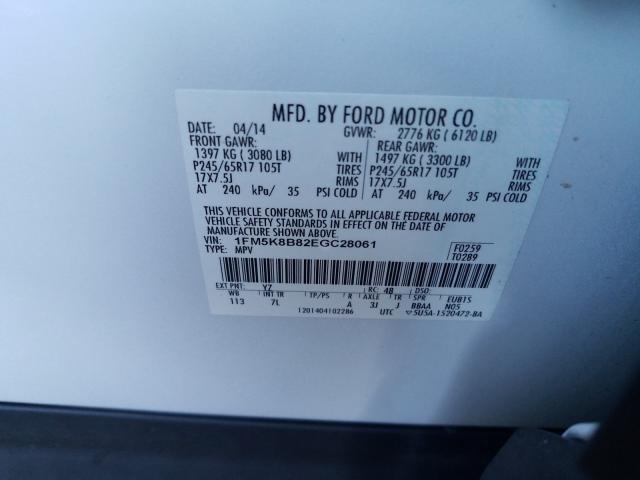 MFD. BY FORD MOTOR CO.
DATE: 04/14 GVWR: 2776 KG ( 6120 LB)
FRONT GAWR: REAR GAWR:
1397 KG ( 3080 LB) WITH 1497 KG ( 3300 LB) WITH
P245/65R17 105T TIRES P245/65R17 105T TIRES
17X7.5J RIMS 17X7.5J RIMS
AT 240 kPa/ 35 PSI COLD AT 240 kPa/ 35 PSI COLD
THIS VEHICLE CONFORMS TO ALL APPLICABLE FEDERAL MOTOR
VEHICLE SAFETY STANDARDS IN EFFECT ON THE DATE OF
MANUFACTURE SHOWN ABOVE.
VIN: 1FM5K8B82EGC28061 F0259
TYPE: MPV T0289
EXT PNT: YZ RC: 48 DSO:
WB INT TR TP/PS R AXLE TR SPR EUB1S
113 7L A 3J J BBAA N05
1201404102286 UTC 5U5A-1520472-BA